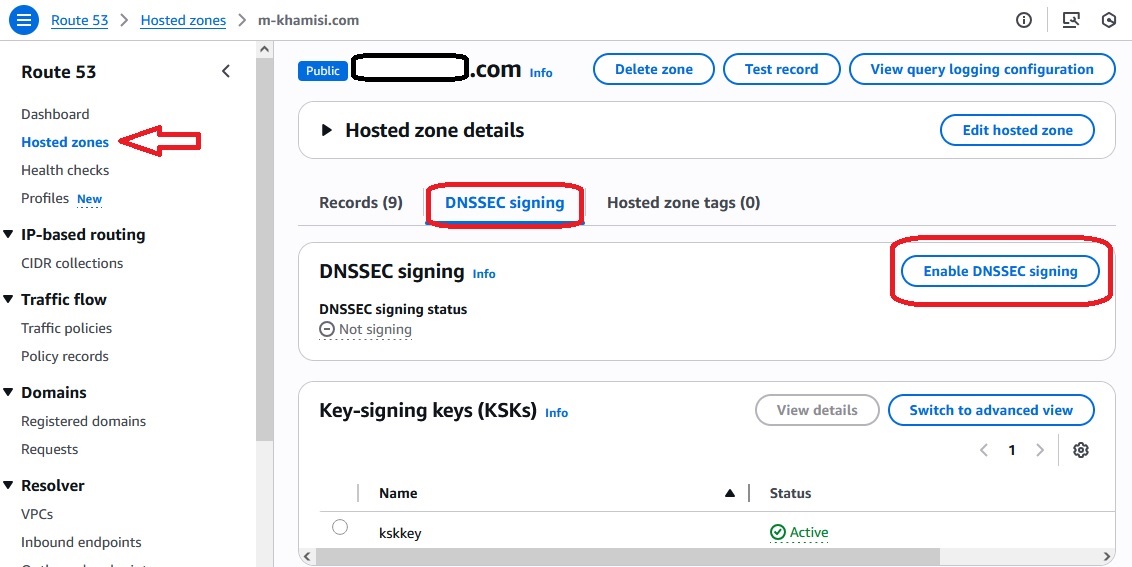 Route 53 > Hosted zones > m-khamisi.com
Route 53
Dashboard
Hosted zones
Health checks
Profiles New
IP-based routing
CIDR collections
Traffic flow
Traffic policies
Policy records
Domains
Registered domains
Requests
Resolver
VPCs
Inbound endpoints
Public .com Info
Delete zone
Test record
View query logging configuration
Hosted zone details
Edit hosted zone
Records (9)
DNSSEC signing
Hosted zone tags (0)
DNSSEC signing Info
Enable DNSSEC signing
DNSSEC signing status
Not signing
Key-signing keys (KSKs) Info
View details
Switch to advanced view
1
Name
Status
kskkey
Active